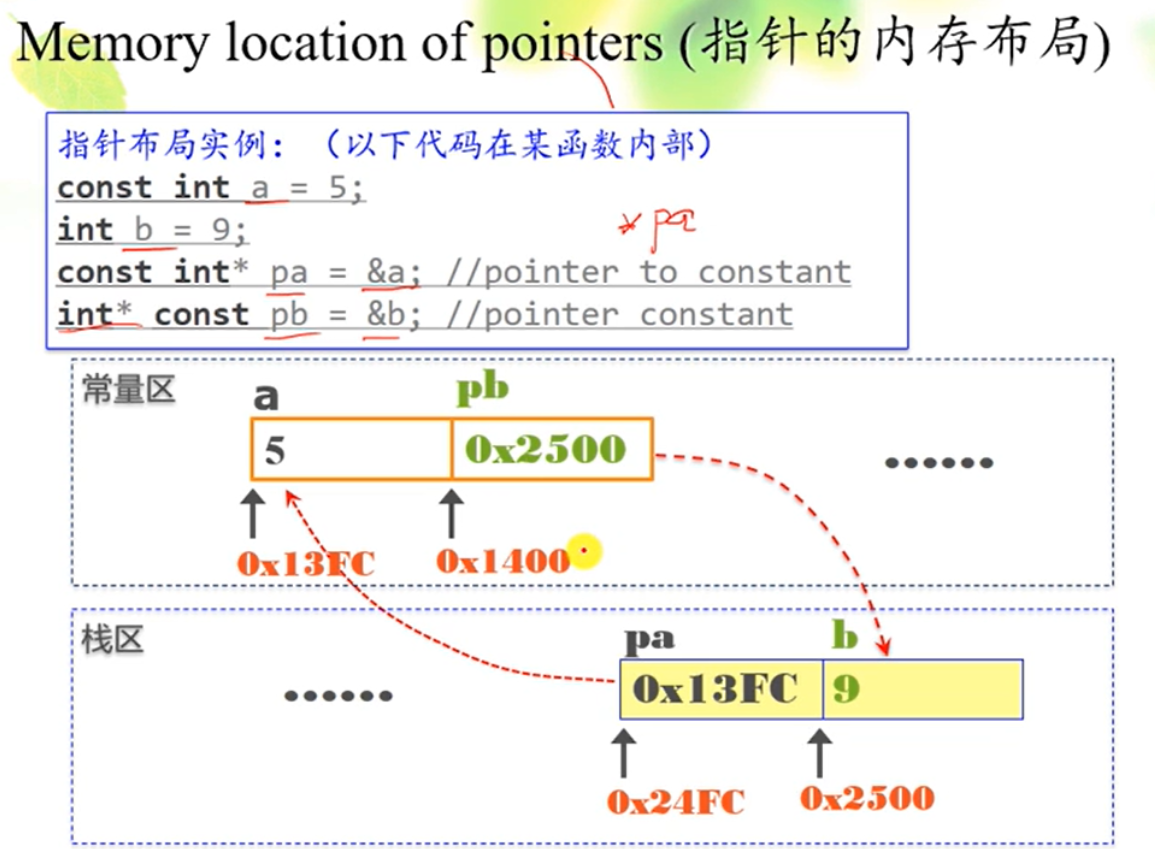 Memory location of pointers (指针的内存布局)
指针布局实例：（以下代码在某函数内部）
const int a = 5;
int b = 9;
*pa
const int* pa = &a; //pointer to constant
int* const pb = &b; //pointer constant
常量区
a pb
5 0x2500
......
0x13FC 0x1400
栈区
pa b
...... 0x13FC 9
0x24FC 0x2500